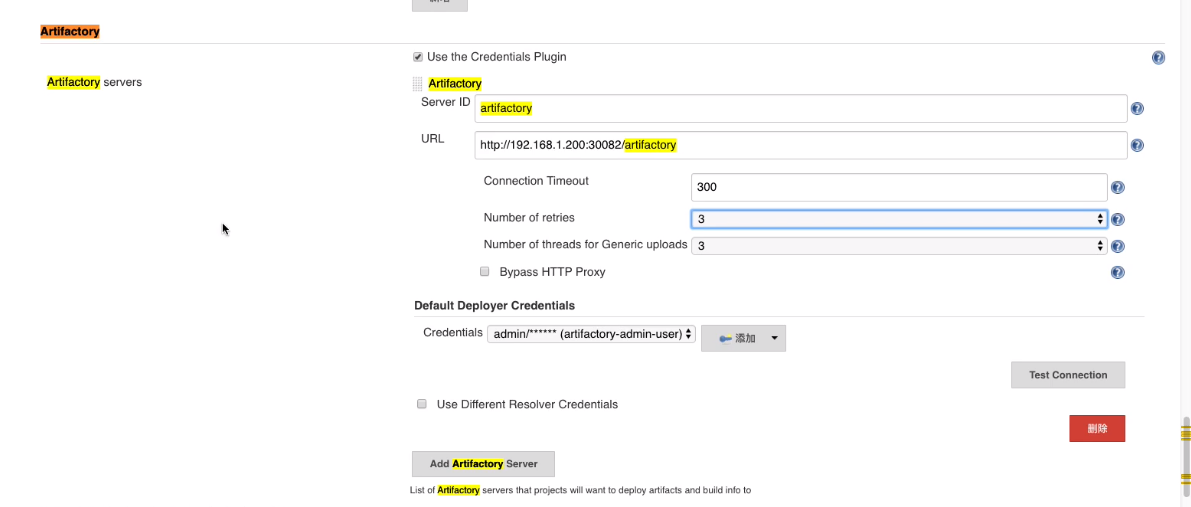 Artifactory
Use the Credentials Plugin
Artifactory servers
Artifactory
Server ID
artifactory
URL
http://192.168.1.200:30082/artifactory
Connection Timeout
300
Number of retries
3
Number of threads for Generic uploads
3
Bypass HTTP Proxy
Default Deployer Credentials
Credentials
admin/****** (artifactory-admin-user)
添加
Test Connection
Use Different Resolver Credentials
删除
Add Artifactory Server
List of Artifactory servers that projects will want to deploy artifacts and build info to